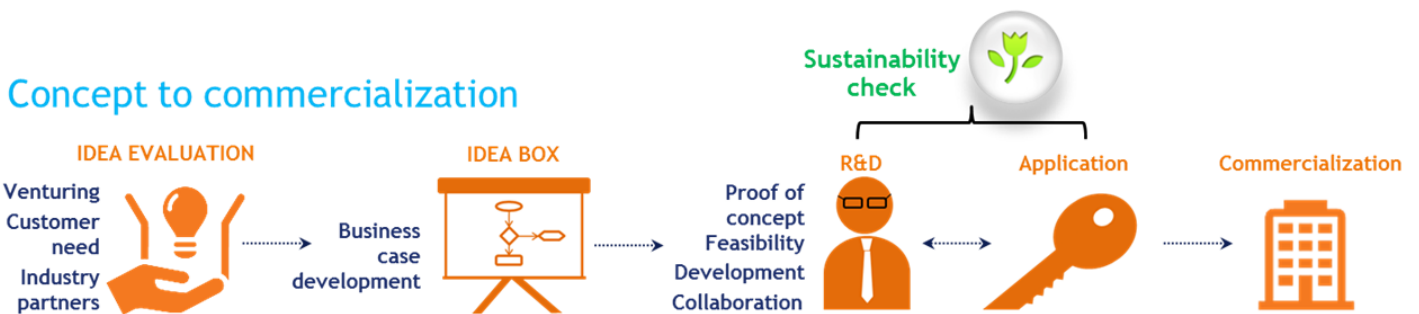 Concept to commercialization
Sustainability
check
IDEA EVALUATION
Venturing
Customer
need
Industry
partners
IDEA BOX
Business
case
development
R&D
Proof of
concept
Feasibility
Development
Collaboration
Application
Commercialization